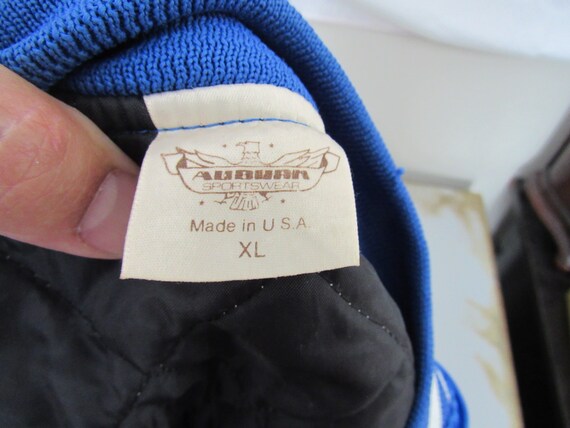 AUBURN
SPORTSWEAR
Made in U S.A.
XL